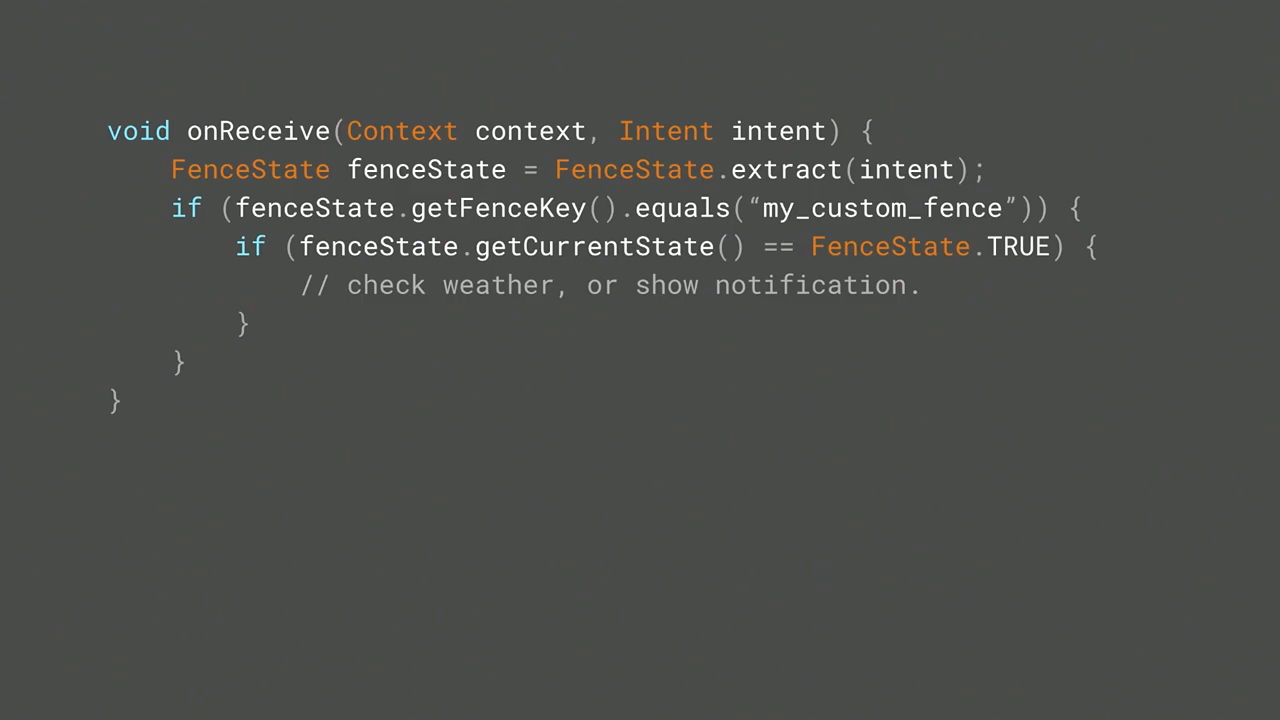 void onReceive(Context context, Intent intent) {
    FenceState fenceState = FenceState.extract(intent);
    if (fenceState.getFenceKey().equals(“my_custom_fence”)) {
        if (fenceState.getCurrentState() == FenceState.TRUE) {
            // check weather, or show notification.
        }
    }
}